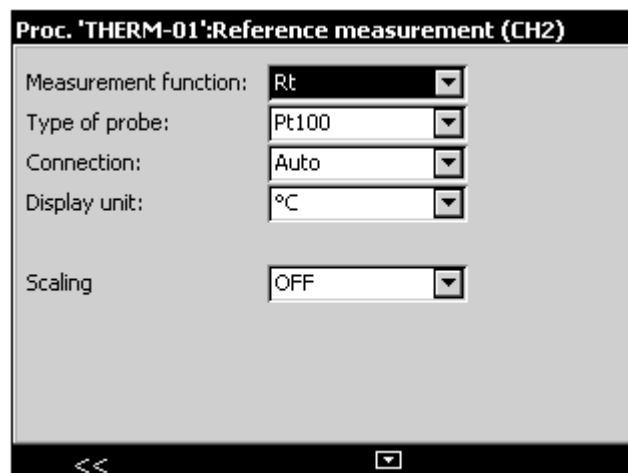 Proc. 'THERM-01':Reference measurement (CH2)
Measurement function: Rt
Type of probe: Pt100
Connection: Auto
Display unit: °C
Scaling OFF
<<